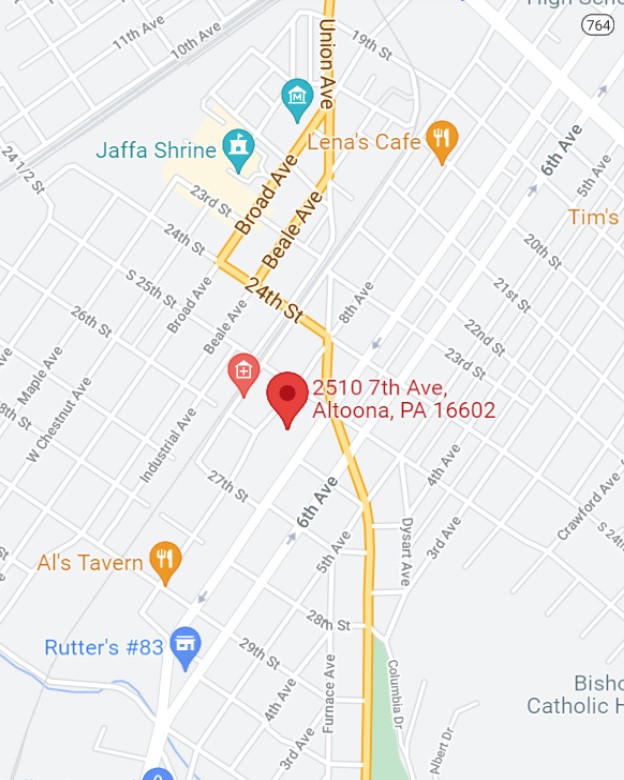 High Scho
764
11th Ave
10th Ave
19th St
Union Ave
Jaffa Shrine
Lena's Cafe
6th Ave
5th Ave
24 1/2 St
23rd St
Broad Ave
Beale Ave
Tim's
24th St
20th St
S 25th St
24th St
8th Ave
21st St
26th St
Broad Ave
Beale Ave
22nd St
23rd St
Maple Ave
W Chestnut Ave
2510 7th Ave,
Altoona, PA 16602
8th St
Industrial Ave
27th St
6th Ave
4th Ave
Crawford Ave
S 24th
5th Ave
Dysart Ave
3rd Ave
Al's Tavern
28th St
Rutter's #83
29th St
Furnace Ave
Columbia Dr
Bisho
Catholic H
4th Ave
3rd Ave
Albert Dr